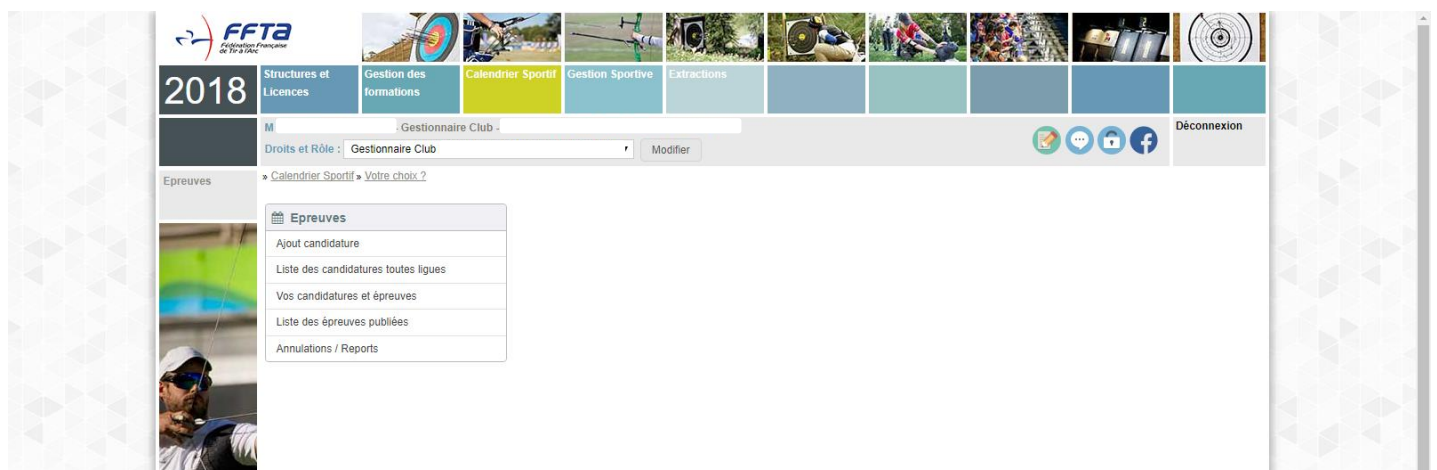 FFTA
Fédération Française
de Tir à l'Arc
2018
Structures et
Licences
Gestion des
formations
Calendrier Sportif
Gestion Sportive
Extractions
M - Gestionnaire Club -
Droits et Rôle : Gestionnaire Club
Modifier
Déconnexion
Epreuves
» Calendrier Sportif » Votre choix ?
Epreuves
Ajout candidature
Liste des candidatures toutes ligues
Vos candidatures et épreuves
Liste des épreuves publiées
Annulations / Reports